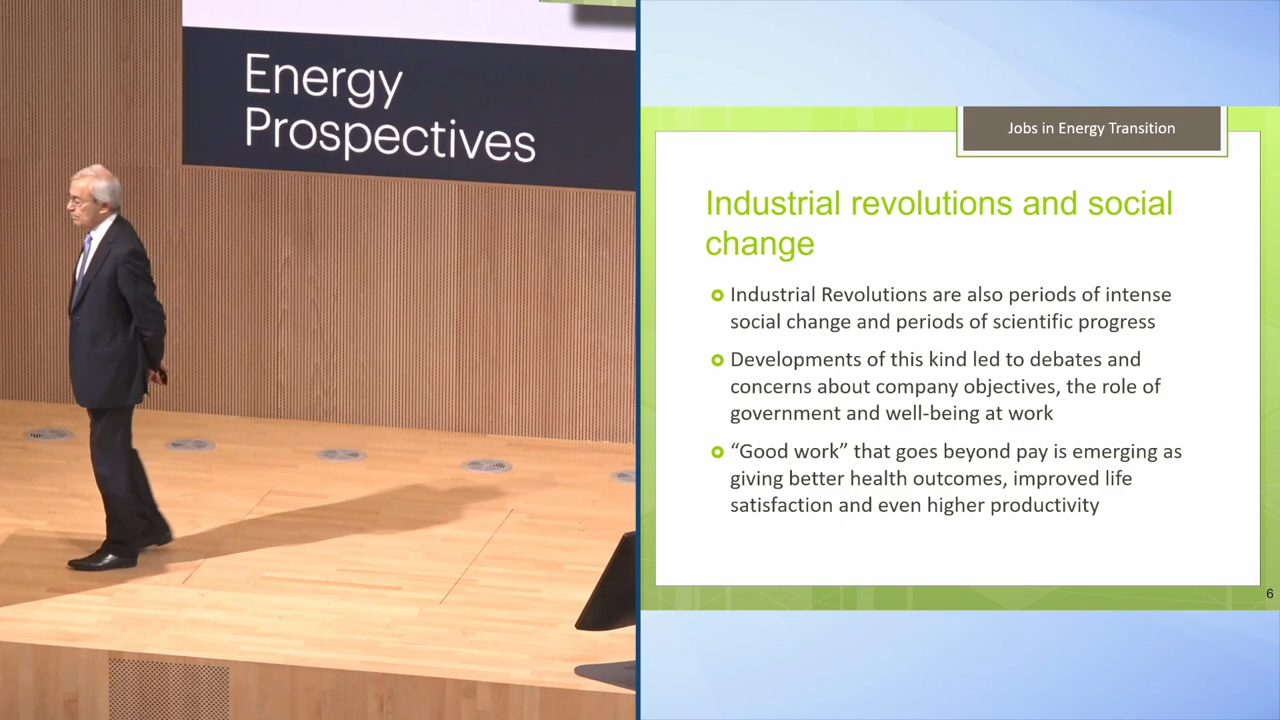 Energy
Prospectives
Jobs in Energy Transition
Industrial revolutions and social
change
Industrial Revolutions are also periods of intense
social change and periods of scientific progress
Developments of this kind led to debates and
concerns about company objectives, the role of
government and well-being at work
“Good work” that goes beyond pay is emerging as
giving better health outcomes, improved life
satisfaction and even higher productivity
6